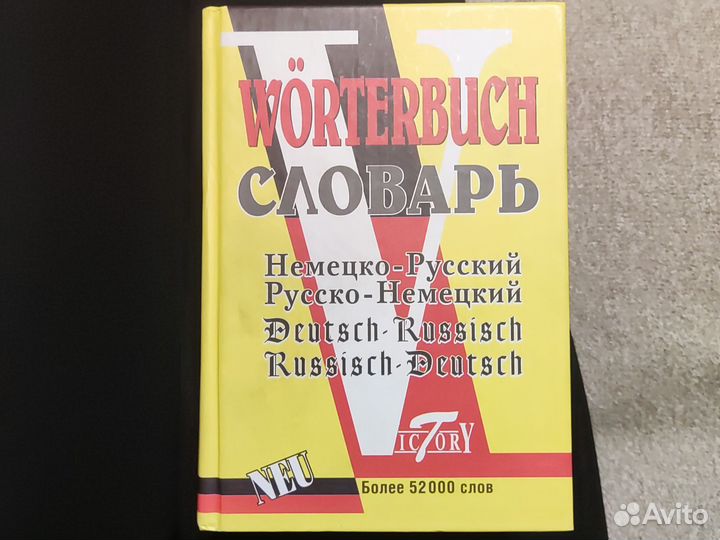 WÖRTERBUCH
СЛОВАРЬ
Немецко-Русский
Русско-Немецкий
Deutsch-Russisch
Russisch-Deutsch
VICTORY
NEU
Более 52000 слов
Avito